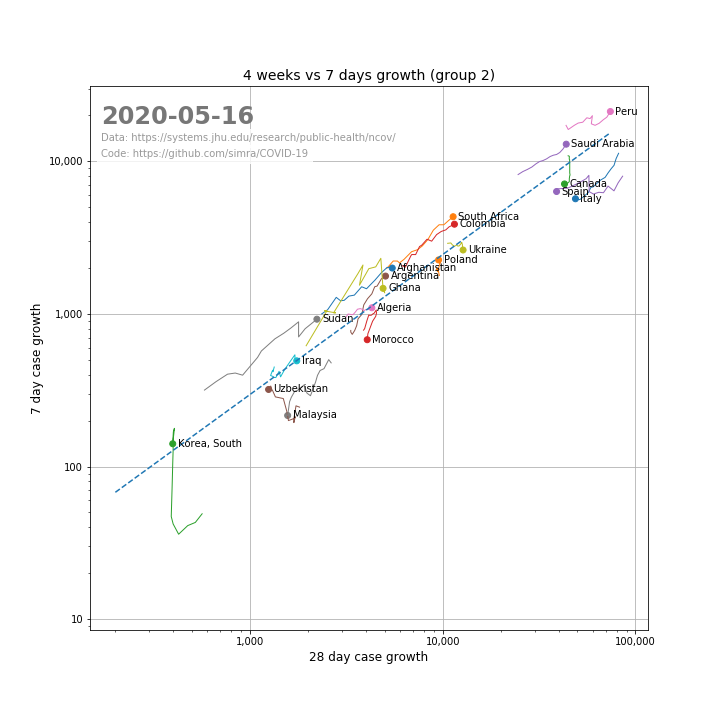 4 weeks vs 7 days growth (group 2)
2020-05-16
Data: https://systems.jhu.edu/research/public-health/ncov/
Code: https://github.com/simra/COVID-19
Peru
Saudi Arabia
10,000
Canada
Spain
Italy
South Africa
Colombia
Ukraine
Poland
Afghanistan
Argentina
Ghana
Algeria
1,000
Sudan
Morocco
Iraq
Uzbekistan
Malaysia
Korea, South
100
10
7 day case growth
1,000
10,000
100,000
28 day case growth